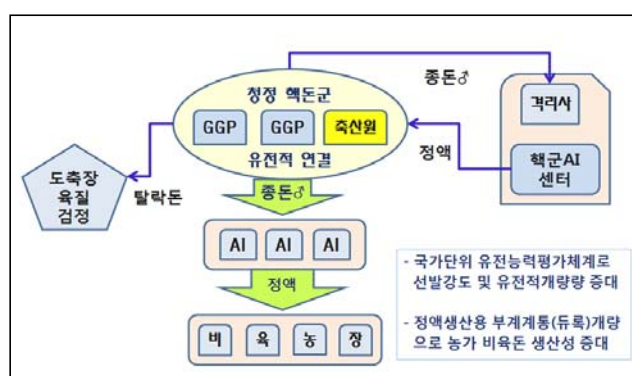 종돈♂
청정 핵돈군
GGP GGP 축산원
유전적 연결
격리사
정액
핵군AI
센터
도축장
육질
검정
탈락돈
종돈♂
AI AI AI
정액
비 육 농 장
- 국가단위 유전능력평가체계로
선발강도 및 유전적개량량 증대
- 정액생산용 부계계통(듀록)개량
으로 농가 비육돈 생산성 증대